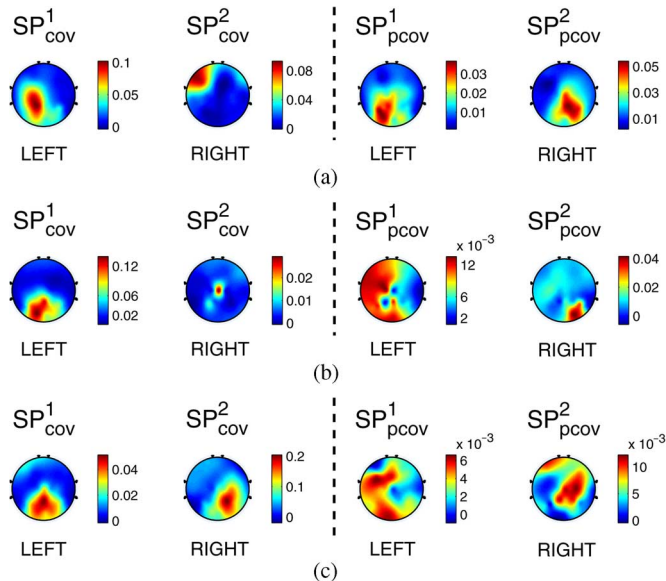 SP¹cov SP²cov SP¹pcov SP²pcov
0.1 0.05 0
0.08 0.04 0
0.03 0.02 0.01
0.05 0.03 0.01
LEFT RIGHT LEFT RIGHT
(a)
SP¹cov SP²cov SP¹pcov SP²pcov
0.12 0.06 0.02
0.02 0.01 0
x 10⁻³
12 6 2
0.04 0.02 0
LEFT RIGHT LEFT RIGHT
(b)
SP¹cov SP²cov SP¹pcov SP²pcov
0.04 0.02 0
0.2 0.1 0
x 10⁻³
6 4 2 0
x 10⁻³
10 5 0
LEFT RIGHT LEFT RIGHT
(c)